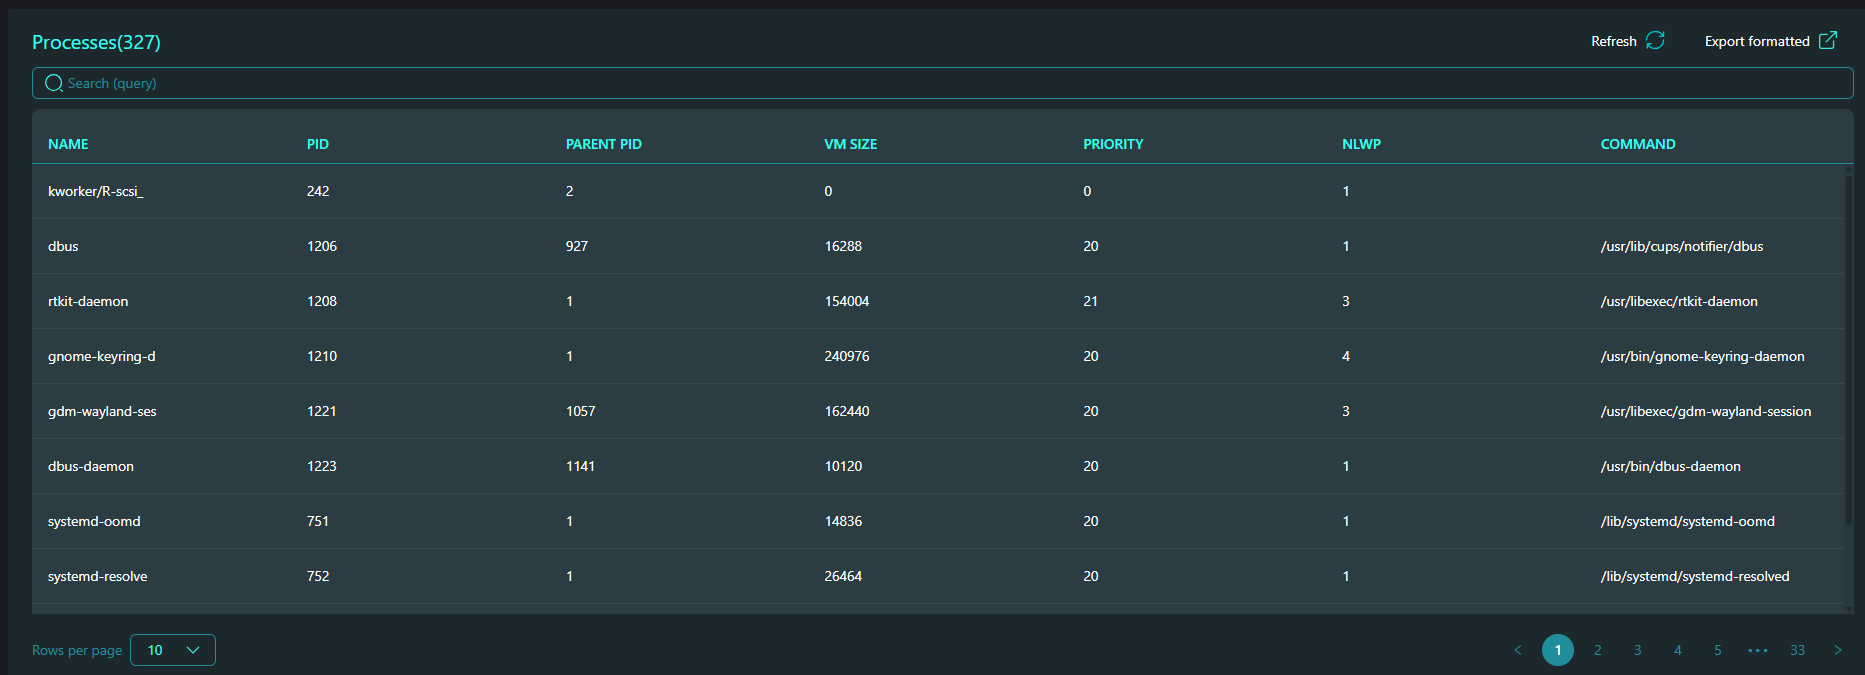 Processes(327)
Refresh Export formatted
Search (query)
NAME PID PARENT PID VM SIZE PRIORITY NLWP COMMAND
kworker/R-scsi_ 242 2 0 0 1
dbus 1206 927 16288 20 1 /usr/lib/cups/notifier/dbus
rtkit-daemon 1208 1 154004 21 3 /usr/libexec/rtkit-daemon
gnome-keyring-d 1210 1 240976 20 4 /usr/bin/gnome-keyring-daemon
gdm-wayland-ses 1221 1057 162440 20 3 /usr/libexec/gdm-wayland-session
dbus-daemon 1223 1141 10120 20 1 /usr/bin/dbus-daemon
systemd-oomd 751 1 14836 20 1 /lib/systemd/systemd-oomd
systemd-resolve 752 1 26464 20 1 /lib/systemd/systemd-resolved
Rows per page 10 < 1 2 3 4 5 ••• 33 >